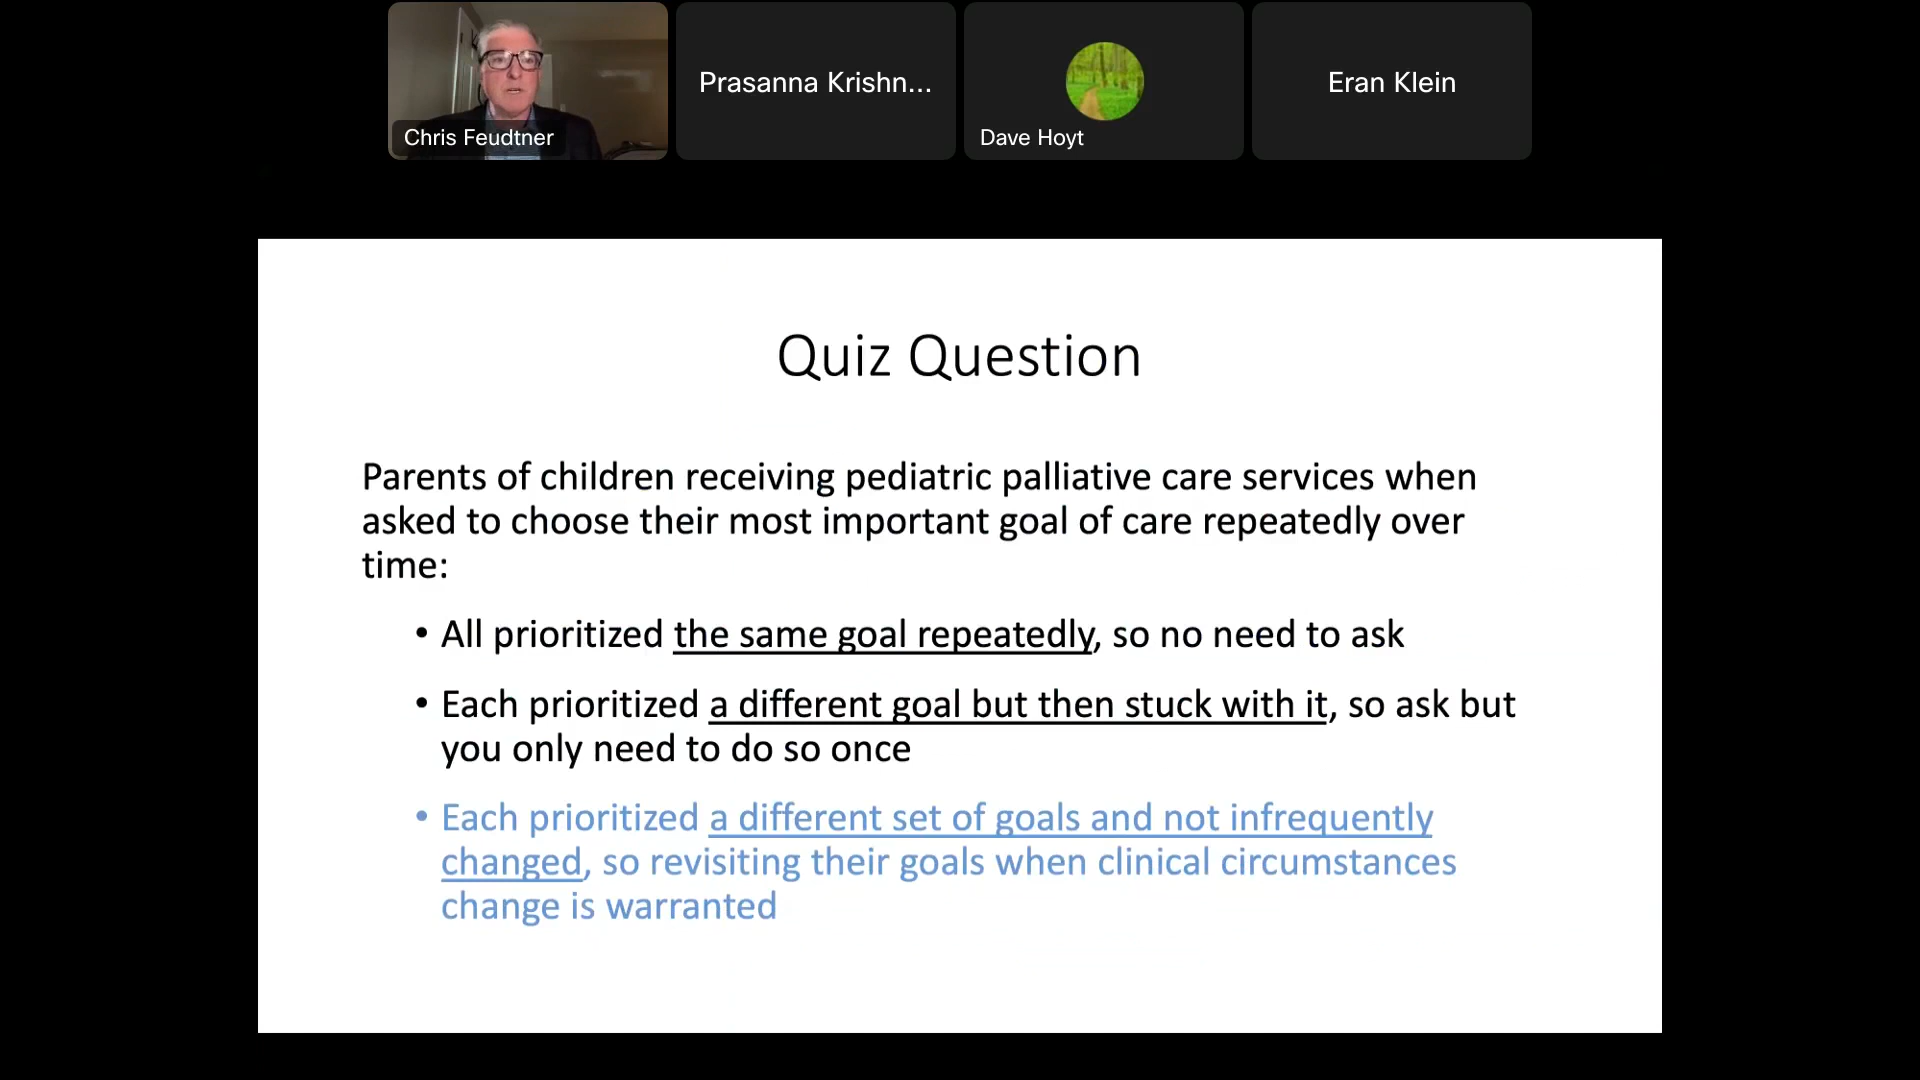 Chris Feudtner
Prasanna Krishn...
Dave Hoyt
Eran Klein
Quiz Question
Parents of children receiving pediatric palliative care services when
asked to choose their most important goal of care repeatedly over
time:
• All prioritized the same goal repeatedly, so no need to ask
• Each prioritized a different goal but then stuck with it, so ask but
you only need to do so once
• Each prioritized a different set of goals and not infrequently
changed, so revisiting their goals when clinical circumstances
change is warranted